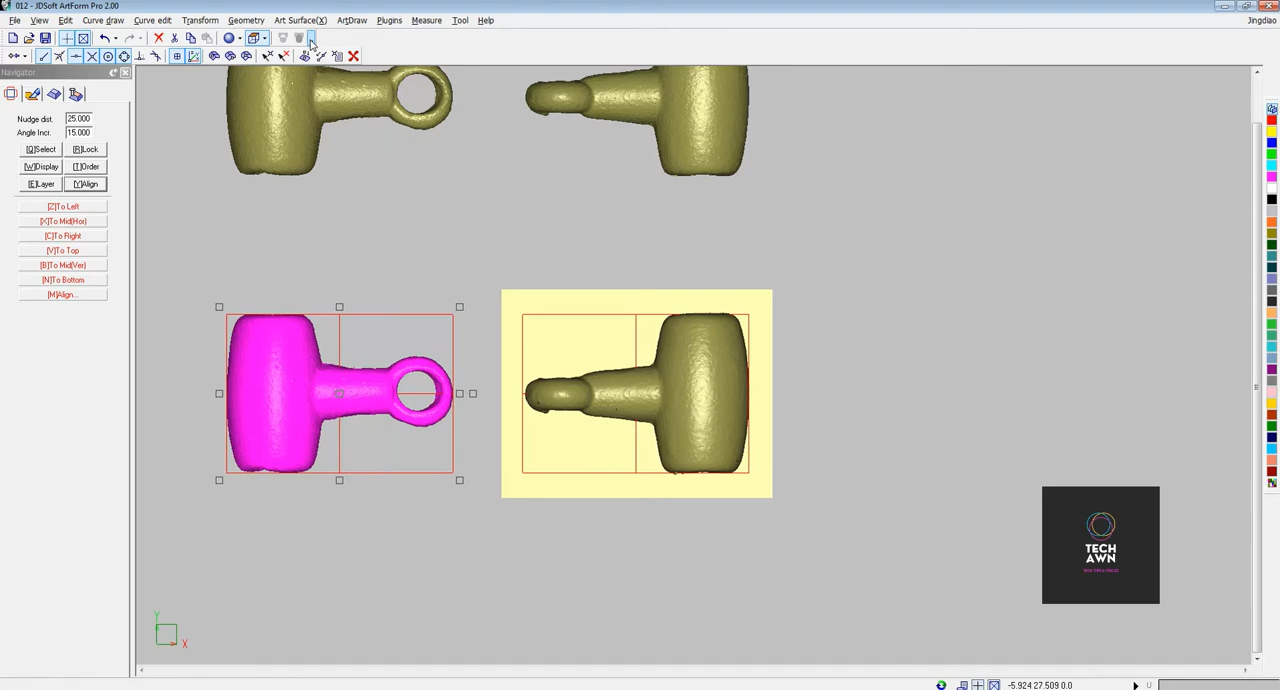 012 - JDSoft ArtForm Pro 2.00
File View Edit Curve draw Curve edit Transform Geometry Art Surface(X) ArtDraw Plugins Measure Tool Help
Jingdiao
Navigator
Nudge dist. 25.000
Angle Incr. 15.000
[Q]Select [R]Lock
[W]Display [T]Order
[E]Layer [Y]Align
[Z]To Left
[X]To Mid(Hor)
[C]To Right
[V]To Top
[B]To Mid(Ver)
[N]To Bottom
[M]Align...
TECH
AWN
Y
X
-5.924 27.509 0.0
U